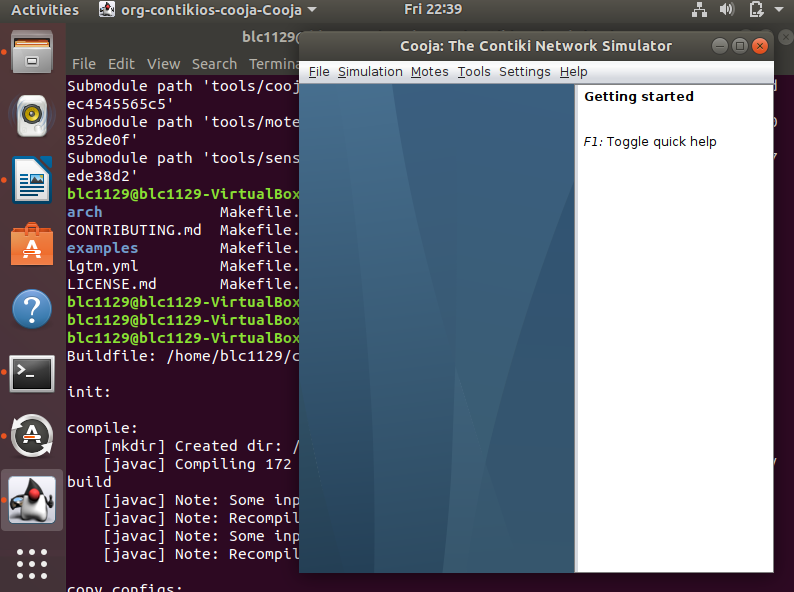 Activities org-contikios-cooja-Cooja Fri 22:39
blc1129@
File Edit View Search Termina
Submodule path 'tools/cooj
ec4545565c5'
Submodule path 'tools/mote
852de0f'
Submodule path 'tools/sens
ede38d2'
blc1129@blc1129-VirtualBox
arch Makefile.
CONTRIBUTING.md Makefile.
examples Makefile.
lgtm.yml Makefile.
LICENSE.md Makefile.
blc1129@blc1129-VirtualBox
blc1129@blc1129-VirtualBox
blc1129@blc1129-VirtualBox
Buildfile: /home/blc1129/c
init:
compile:
[mkdir] Created dir: /
[javac] Compiling 172
build
[javac] Note: Some inp
[javac] Note: Recompil
[javac] Note: Some inp
[javac] Note: Recompil
copy configs:
Cooja: The Contiki Network Simulator
File Simulation Motes Tools Settings Help
Getting started
F1: Toggle quick help